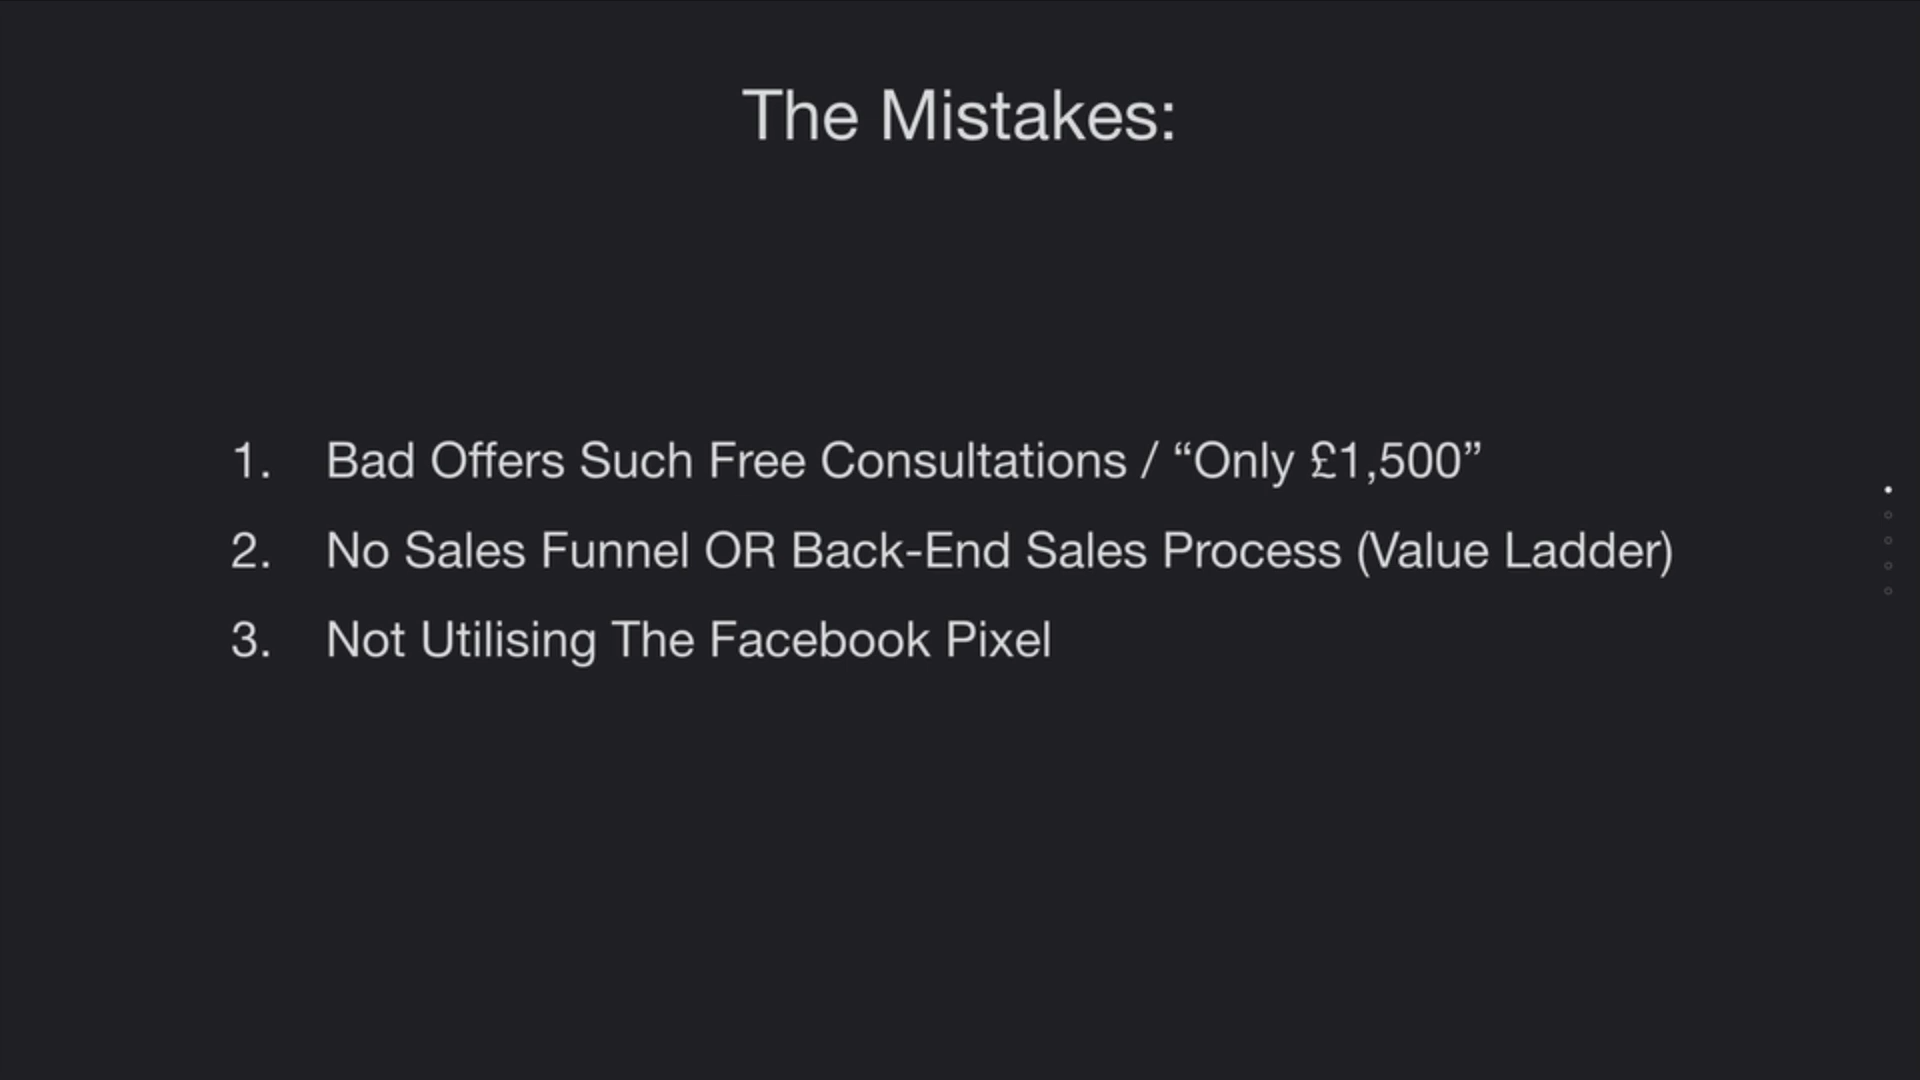 The Mistakes:
1. Bad Offers Such Free Consultations / “Only £1,500”
2. No Sales Funnel OR Back-End Sales Process (Value Ladder)
3. Not Utilising The Facebook Pixel